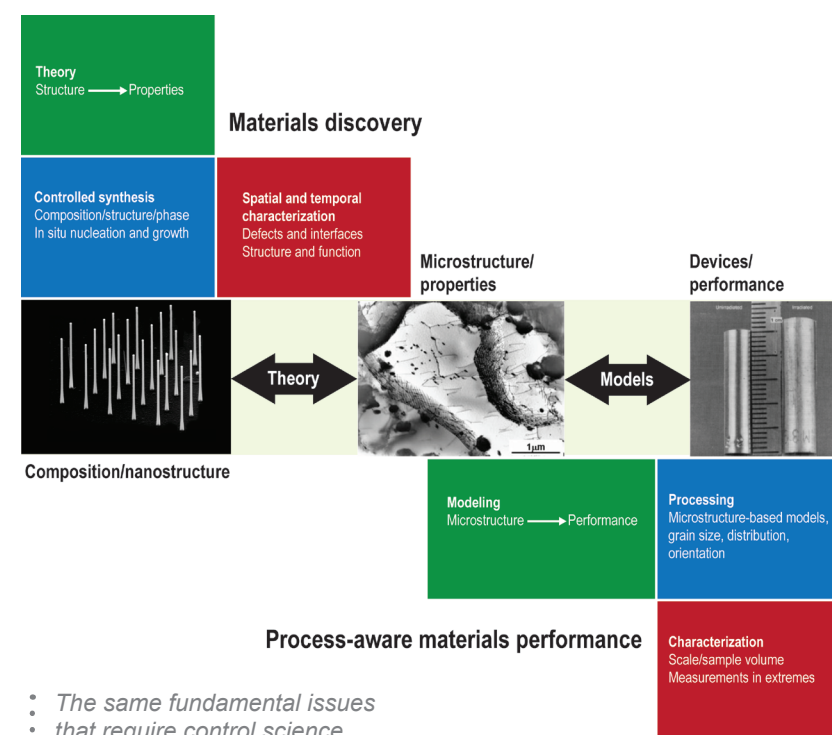 Theory
Structure → Properties
Materials discovery
Controlled synthesis
Composition/structure/phase
In situ nucleation and growth
Spatial and temporal
characterization
Defects and interfaces
Structure and function
Microstructure/
properties
Devices/
performance
Unirradiated
Irradiated
Theory
Models
1µm
Composition/nanostructure
Modeling
Microstructure → Performance
Processing
Microstructure-based models,
grain size, distribution,
orientation
Process-aware materials performance
Characterization
Scale/sample volume
Measurements in extremes
The same fundamental issues
that require control science